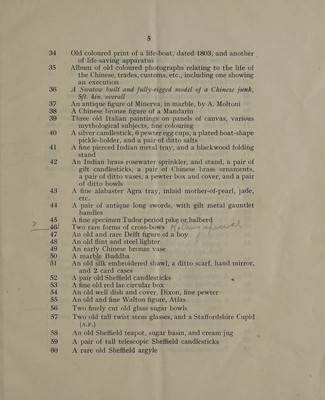 5
34 Old coloured print of a life-boat, dated 1803, and another
of life-saving apparatus
35 Album of old coloured photographs relating to the life of
the Chinese, trades, customs, etc., including one showing
an execution
36 A Swatow built and fully-rigged model of a Chinese junk,
5ft. 4in. overall
37 An antique figure of Minerva, in marble, by A. Moltoni
38 A Chinese bronze figure of a Mandarin
39 Three old Italian paintings on panels of canvas, various
mythological subjects, fine colouring
40 A silver candlestick, 6 pewter egg cups, a plated boat-shape
pickle-holder, and a pair of ditto salts
41 A fine pierced Indian metal tray, and a blackwood folding
stand
42 An Indian brass rosewater sprinkler, and stand, a pair of
gilt candlesticks, a pair of Chinese brass ornaments,
a pair of ditto vases, a pewter box and cover, and a pair
of ditto bowls
43 A fine alabaster Agra tray, inlaid mother-of-pearl, jade,
etc.
44 A pair of antique long swords, with gilt metal gauntlet
handles
45 A fine specimen Tudor period pike or halberd
? 46 Two rare forms of cross-bows
47 An old and rare Delft figure of a boy
48 An old flint and steel lighter
49 An early Chinese bronze vase
50 A marble Buddha
51 An old silk embroidered shawl, a ditto scarf, hand mirror,
and 2 card cases
52 A pair old Sheffield candlesticks
53 A fine old red lac circular box
54 An old well dish and cover, Dixon, fine pewter
55 An old and fine Walton figure, Atlas
56 Two finely cut old glass sugar bowls
57 Two old tall twist stem glasses, and a Staffordshire Cupid
(A.F.)
58 An old Sheffield teapot, sugar basin, and cream jug
59 A pair of tall telescopic Sheffield candlesticks
60 A rare old Sheffield argyle